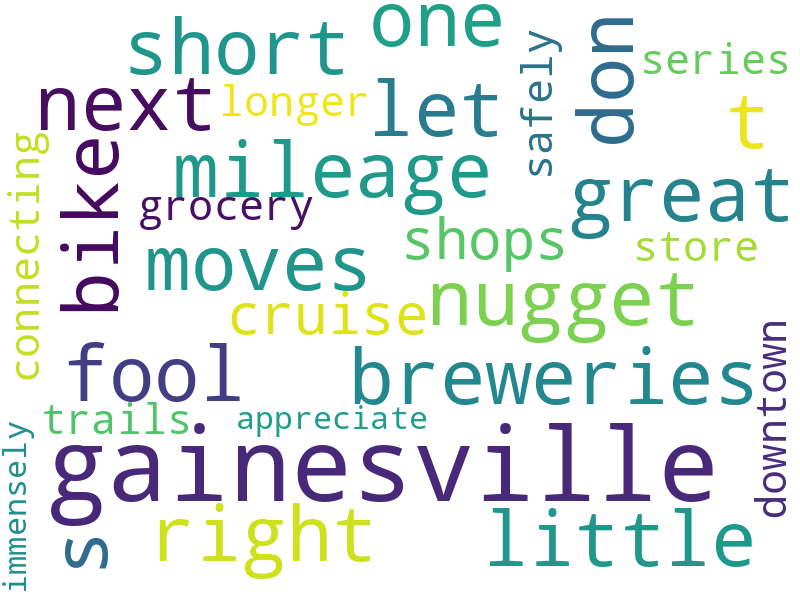 one
short
don
safely
series
next
longer
let
t
connecting
bike
mileage
grocery
great
shops
store
moves
nugget
cruise
fool
breweries
downtown
trails
appreciate
immensely
gainesville
s
right
little